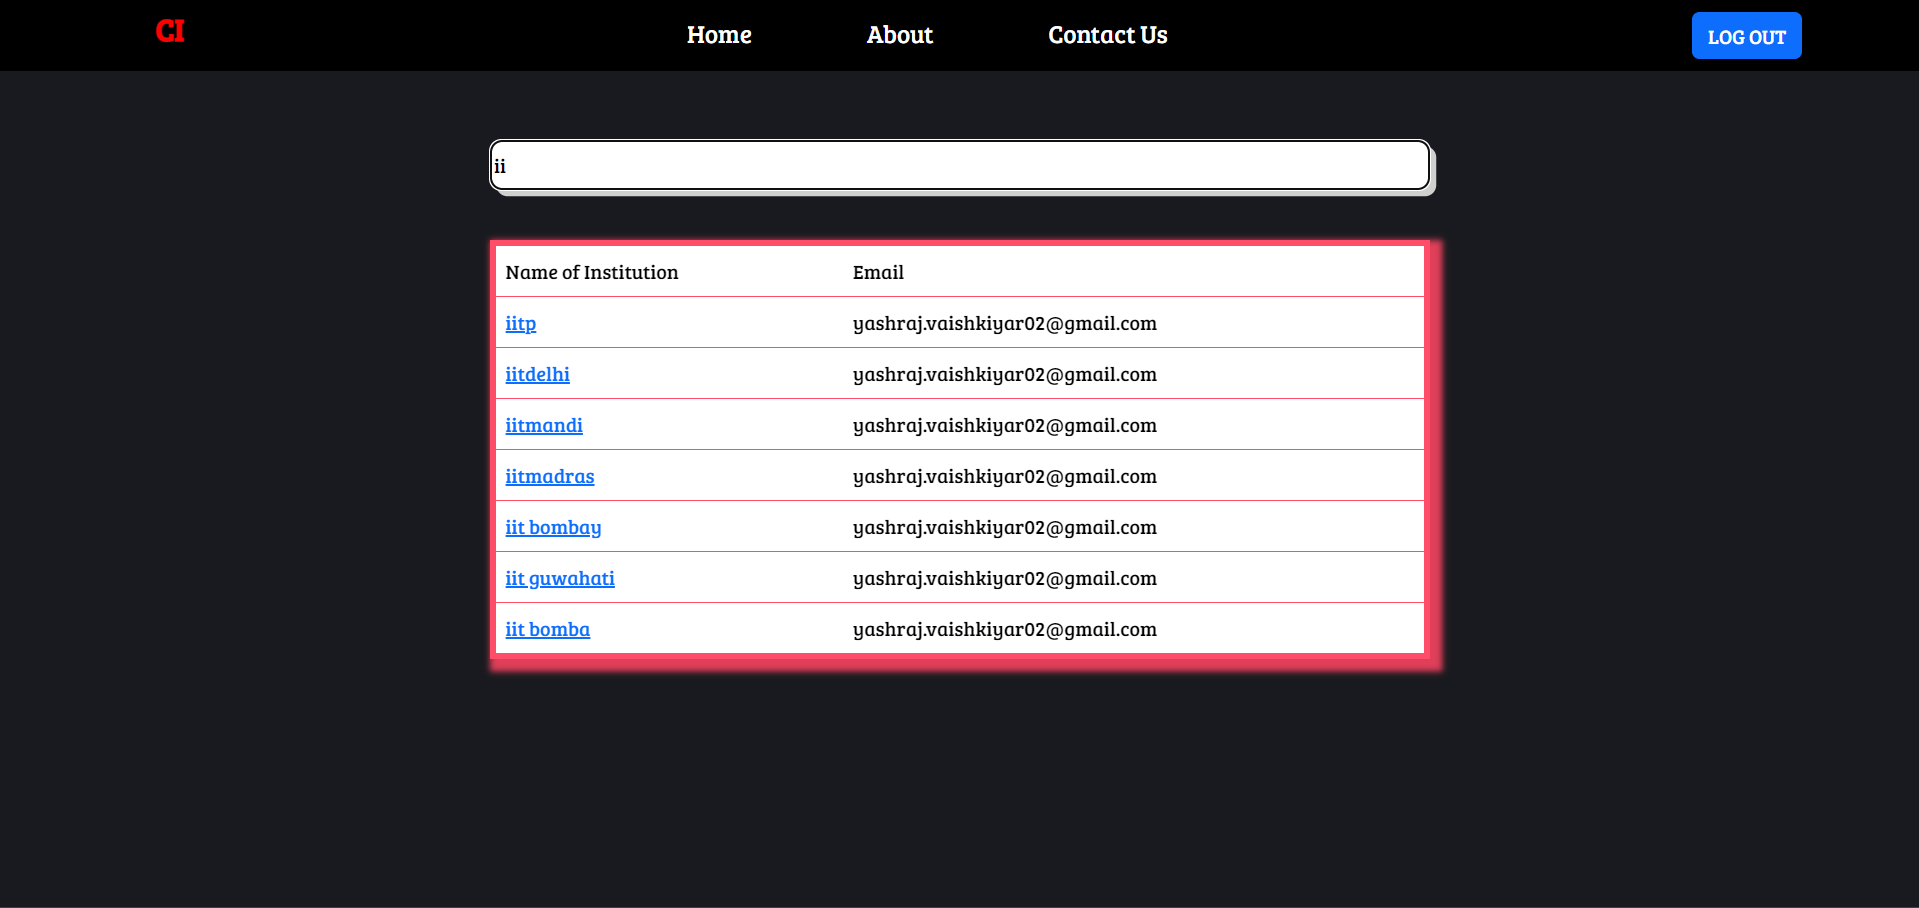 CI Home About Contact Us LOG OUT
ii
Name of Institution Email
iitp yashraj.vaishkiyar02@gmail.com
iitdelhi yashraj.vaishkiyar02@gmail.com
iitmandi yashraj.vaishkiyar02@gmail.com
iitmadras yashraj.vaishkiyar02@gmail.com
iit bombay yashraj.vaishkiyar02@gmail.com
iit guwahati yashraj.vaishkiyar02@gmail.com
iit bomba yashraj.vaishkiyar02@gmail.com